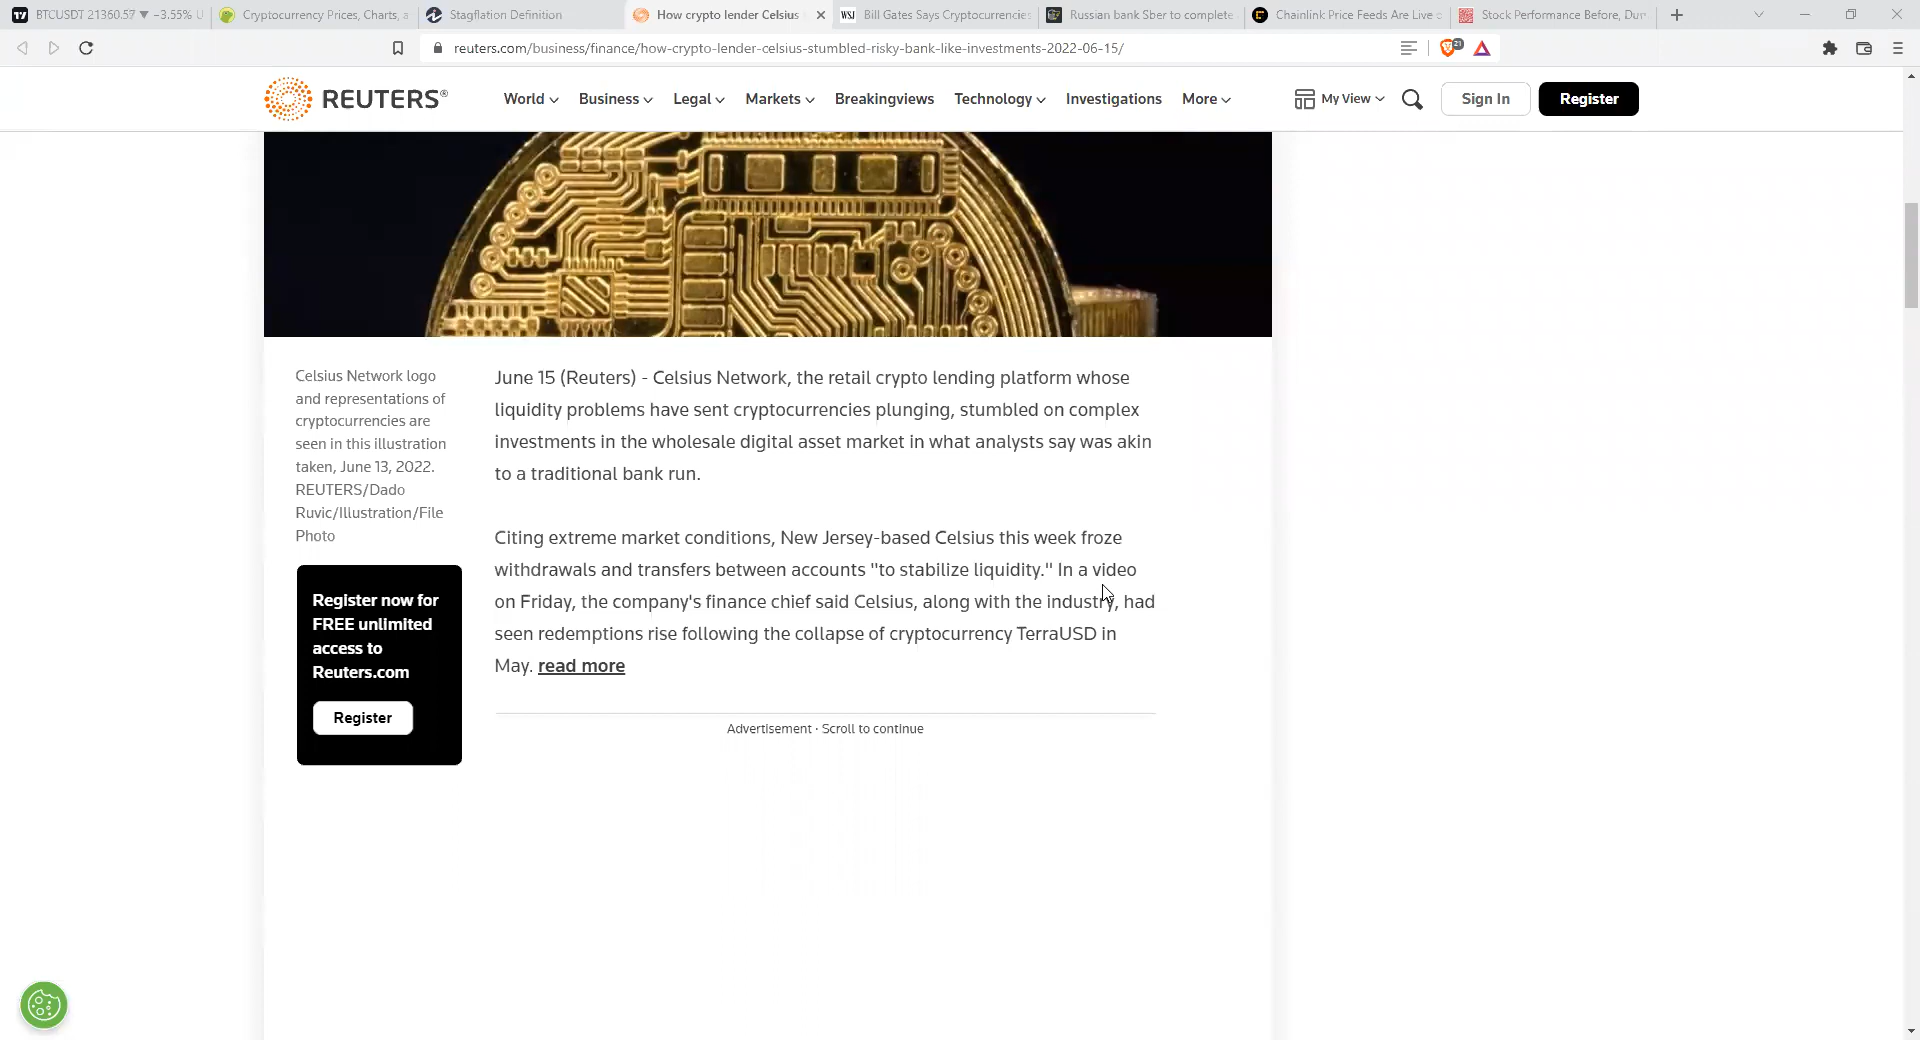 BTCUSDT 21360.57 ▼ −3.55% U
Cryptocurrency Prices, Charts, a
Stagflation Definition
How crypto lender Celsius
WSJ Bill Gates Says Cryptocurrencies
Russian bank Sber to complete
Chainlink Price Feeds Are Live o
Stock Performance Before, Dur
reuters.com/business/finance/how-crypto-lender-celsius-stumbled-risky-bank-like-investments-2022-06-15/
21
REUTERS®
World
Business
Legal
Markets
Breakingviews
Technology
Investigations
More
My View
Sign In
Register
Celsius Network logo
and representations of
cryptocurrencies are
seen in this illustration
taken, June 13, 2022.
REUTERS/Dado
Ruvic/Illustration/File
Photo
Register now for
FREE unlimited
access to
Reuters.com
Register
June 15 (Reuters) - Celsius Network, the retail crypto lending platform whose
liquidity problems have sent cryptocurrencies plunging, stumbled on complex
investments in the wholesale digital asset market in what analysts say was akin
to a traditional bank run.
Citing extreme market conditions, New Jersey-based Celsius this week froze
withdrawals and transfers between accounts "to stabilize liquidity." In a video
on Friday, the company's finance chief said Celsius, along with the industry, had
seen redemptions rise following the collapse of cryptocurrency TerraUSD in
May. read more
Advertisement · Scroll to continue